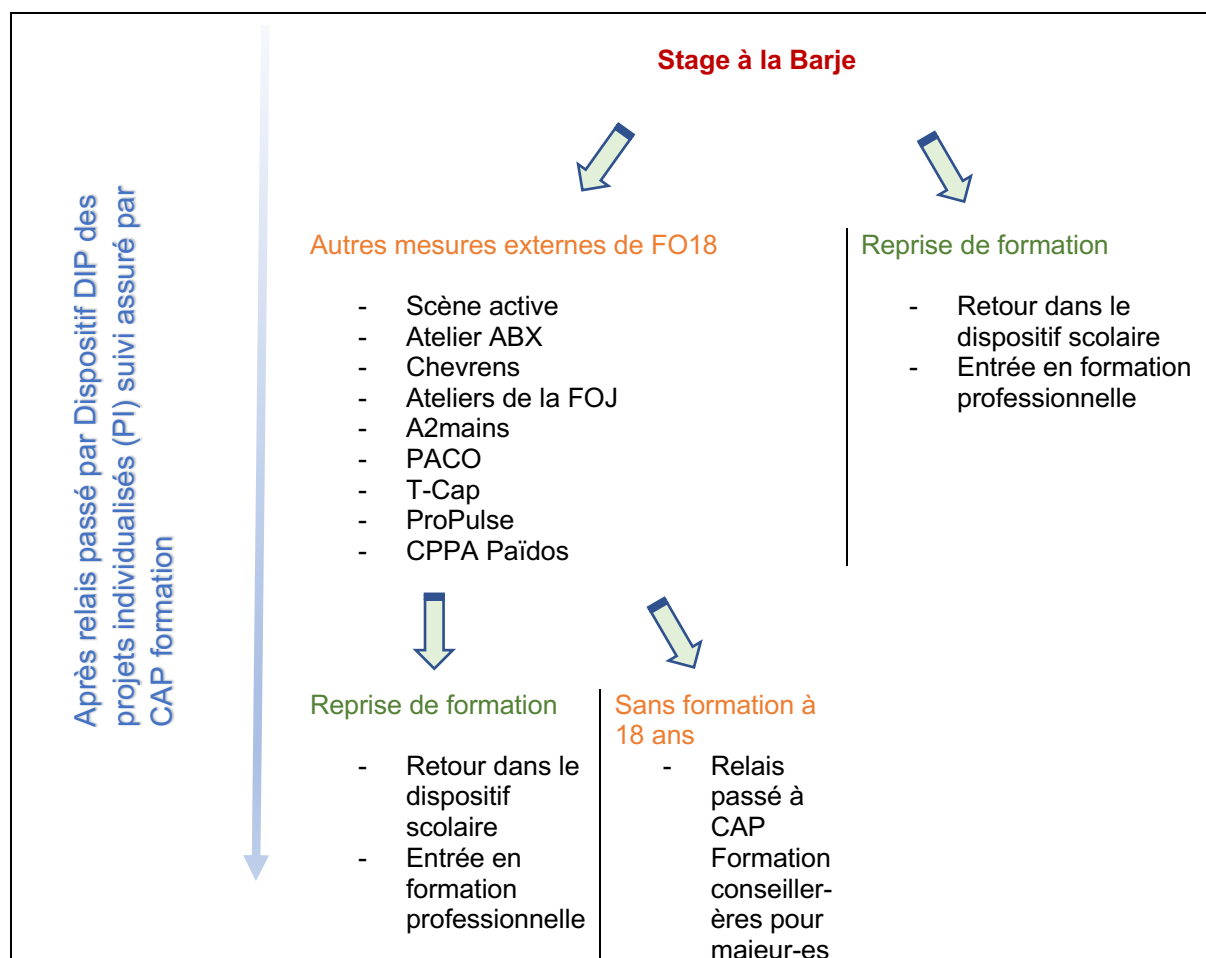 Stage à la Barje
Après relais passé par Dispositif DIP des
projets individualisés (PI) suivi assuré par
CAP formation
Autres mesures externes de FO18
- Scène active
- Atelier ABX
- Chevrens
- Ateliers de la FOJ
- A2mains
- PACO
- T-Cap
- ProPulse
- CPPA Païdos
Reprise de formation
- Retour dans le
dispositif scolaire
- Entrée en formation
professionnelle
Reprise de formation
- Retour dans le
dispositif
scolaire
- Entrée en
formation
professionnelle
Sans formation à
18 ans
- Relais
passé à
CAP
Formation
conseiller-
ères pour
majeur-es